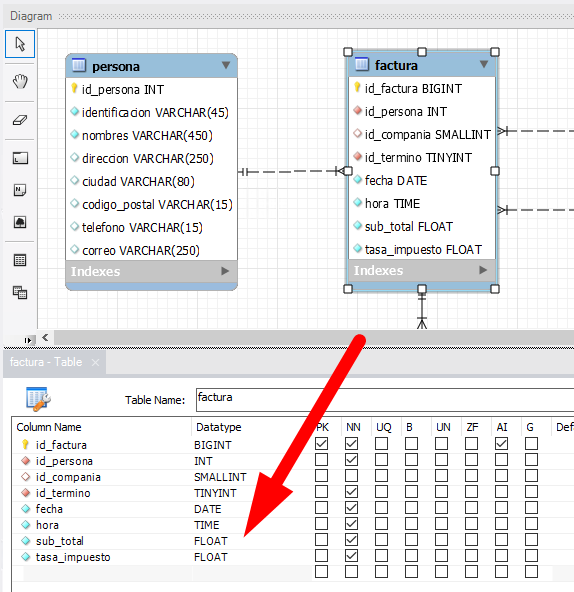 Diagram
persona
id_persona INT
identificacion VARCHAR(45)
nombres VARCHAR(450)
direccion VARCHAR(250)
ciudad VARCHAR(80)
codigo_postal VARCHAR(15)
telefono VARCHAR(15)
correo VARCHAR(250)
Indexes
factura
id_factura BIGINT
id_persona INT
id_compania SMALLINT
id_termino TINYINT
fecha DATE
hora TIME
sub_total FLOAT
tasa_impuesto FLOAT
Indexes
factura - Table
Table Name: factura
Column Name Datatype PK NN UQ B UN ZF AI G Def
id_factura BIGINT
id_persona INT
id_compania SMALLINT
id_termino TINYINT
fecha DATE
hora TIME
sub_total FLOAT
tasa_impuesto FLOAT